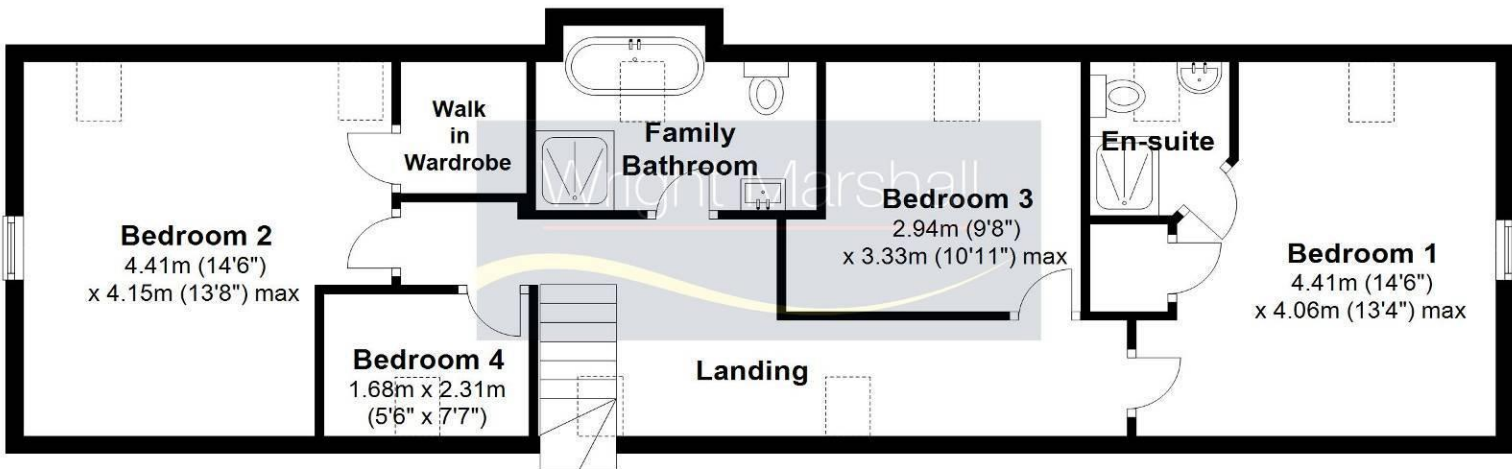 Walk
in
Wardrobe
Family
Bathroom
En-suite
Wright Marshall
Bedroom 2
4.41m (14'6")
x 4.15m (13'8") max
Bedroom 3
2.94m (9'8")
x 3.33m (10'11") max
Bedroom 1
4.41m (14'6")
x 4.06m (13'4") max
Bedroom 4
1.68m x 2.31m
(5'6" x 7'7")
Landing